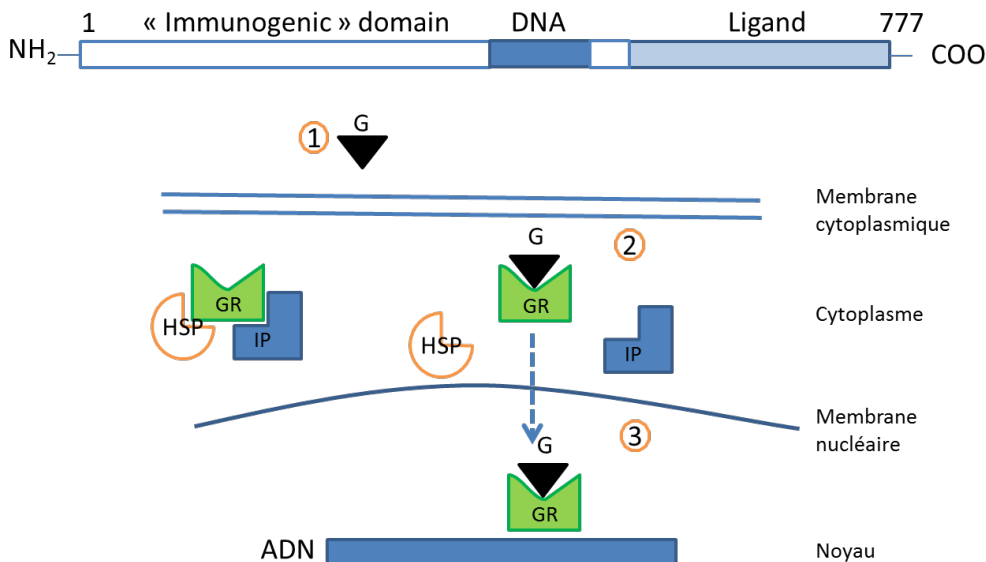 1 « Immunogenic » domain DNA Ligand 777
NH2 COO
G
1
Membrane
cytoplasmique
G
2
GR
HSP
IP
GR
HSP
IP
Cytoplasme
Membrane
nucléaire
3
G
GR
ADN
Noyau